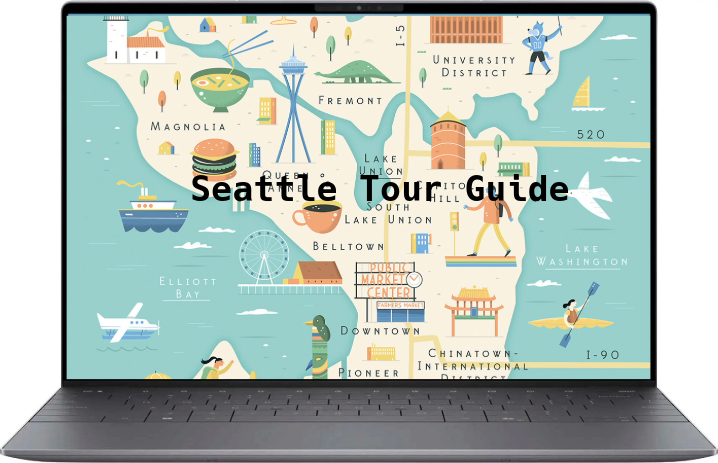 I-5
UNIVERSITY
DISTRICT
FREMONT
MAGNOLIA
520
LAKE
UNION
QUEEN
ANNE
HILL
Seattle Tour Guide
SOUTH
LAKE UNION
BELLTOWN
LAKE
WASHINGTON
PUBLIC
MARKET
CENTER
FARMERS MARKET
ELLIOTT
BAY
DOWNTOWN
CHINATOWN-
INTERNATIONAL
DISTRICT
I-90
PIONEER